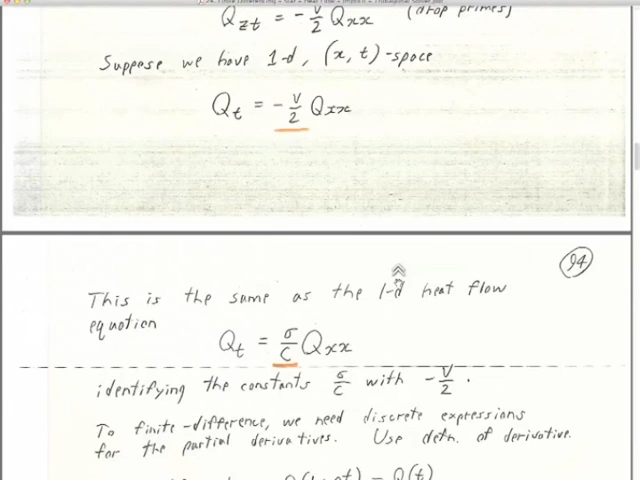 Q_zt = - v/2 Q_xx (drop primes)
Suppose we have 1-d, (x, t)-space
Q_t = - v/2 Q_xx
94
This is the same as the 1-d heat flow
equation
Q_t = σ/C Q_xx
identifying the constants σ/C with - v/2 .
To finite-difference, we need discrete expressions
for the partial derivatives. Use defn. of derivative.